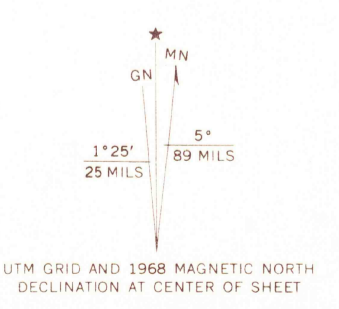 MN
GN
5°
89 MILS
1°25'
25 MILS
UTM GRID AND 1968 MAGNETIC NORTH
DECLINATION AT CENTER OF SHEET